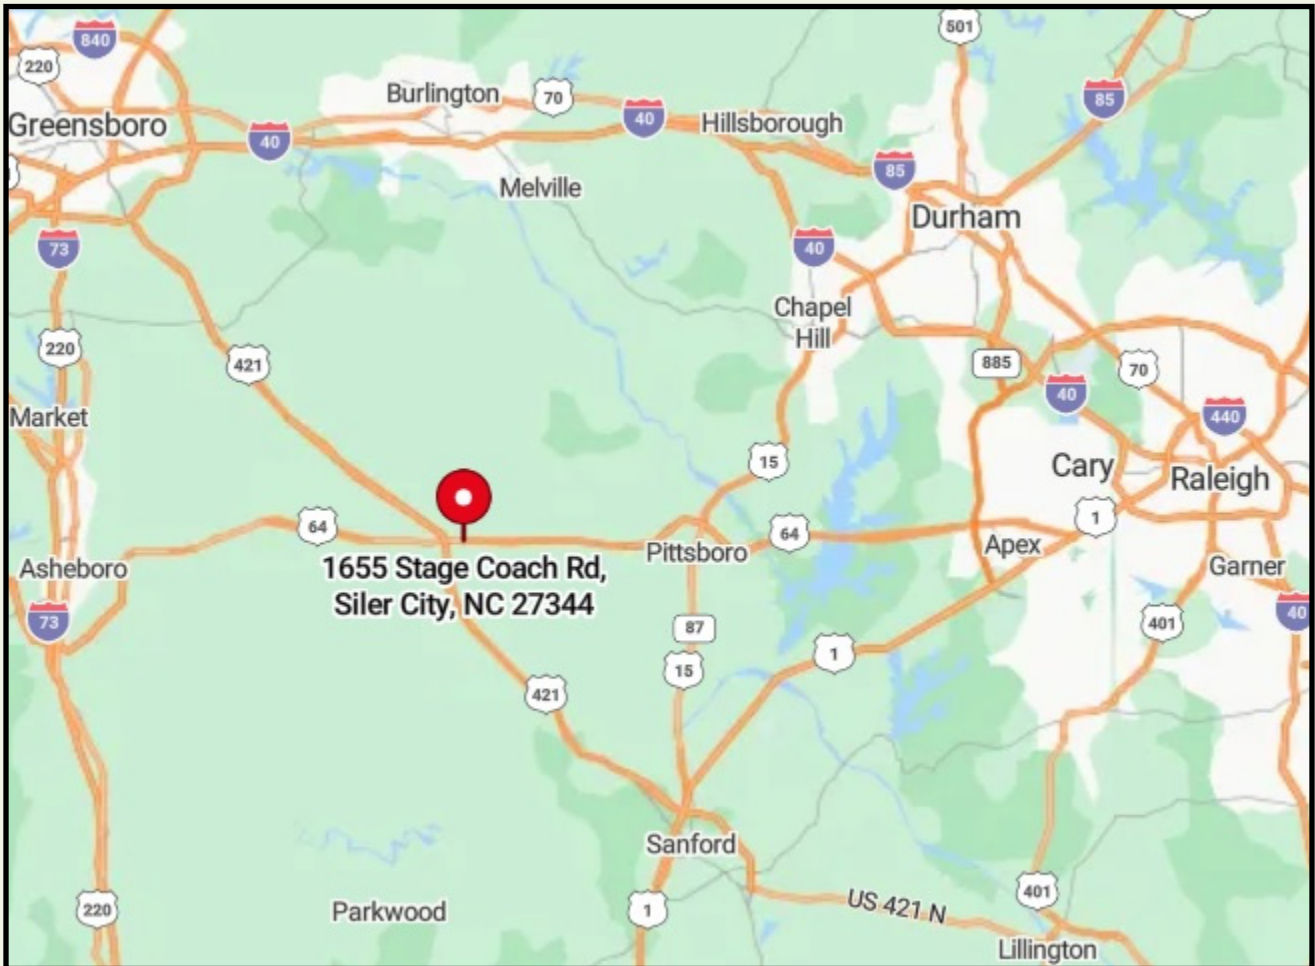 501
840
220
Burlington
70
85
40
Greensboro
40
Hillsborough
85
Melville
Durham
73
40
Chapel
Hill
220
421
885
70
40
440
Market
15
Cary
Raleigh
1
64
64
Pittsboro
Apex
Asheboro
1655 Stage Coach Rd,
Siler City, NC 27344
Garner
40
73
87
401
1
15
421
Sanford
401
220
Parkwood
1
US 421 N
Lillington